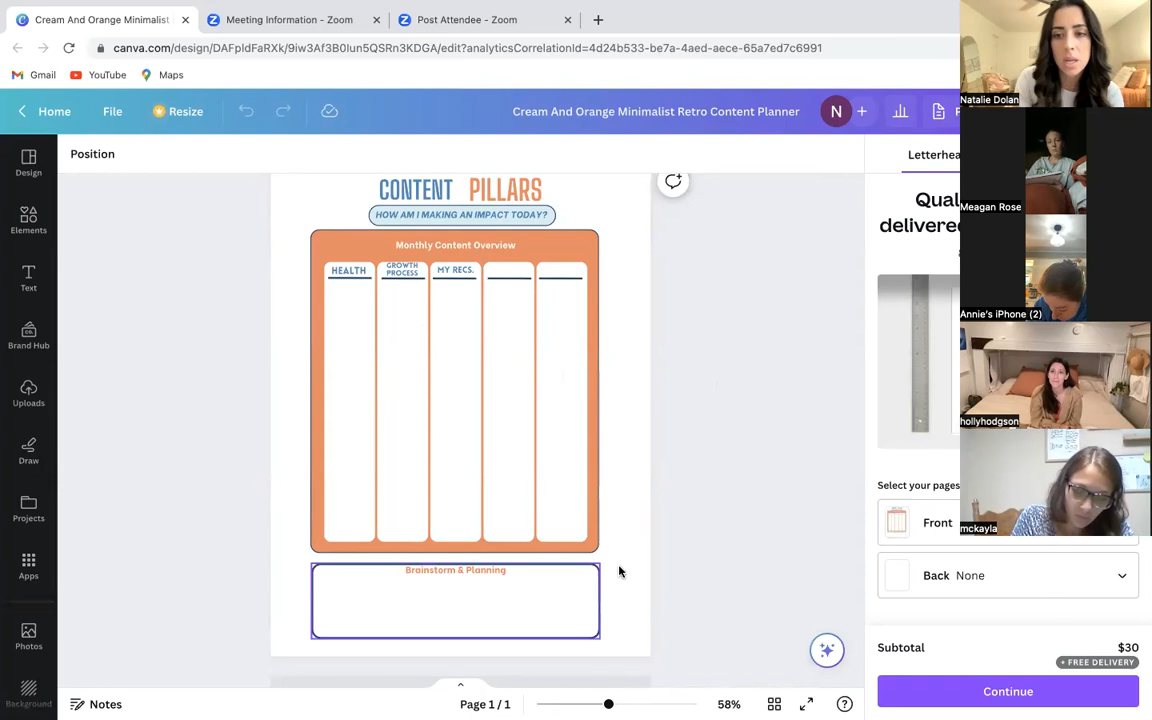 Cream And Orange Minimalist
Meeting Information - Zoom
Post Attendee - Zoom
canva.com/design/DAFpldFaRXk/9iw3Af3B0lun5QSRn3KDGA/edit?analyticsCorrelationId=4d24b533-be7a-4aed-aece-65a7ed7c6991
Gmail
YouTube
Maps
Home
File
Resize
Cream And Orange Minimalist Retro Content Planner
N
Position
Design
Elements
Text
Brand Hub
Uploads
Draw
Projects
Apps
Photos
Background
CONTENT PILLARS
HOW AM I MAKING AN IMPACT TODAY?
Monthly Content Overview
HEALTH
GROWTH
PROCESS
MY RECS.
Brainstorm & Planning
Notes
Page 1 / 1
58%
Letterhea
Qual
delivered
Select your pages
Front
Back None
Subtotal
$30
+ FREE DELIVERY
Continue
Natalie Dolan
Meagan Rose
Annie's iPhone (2)
hollyhodgson
mckayla